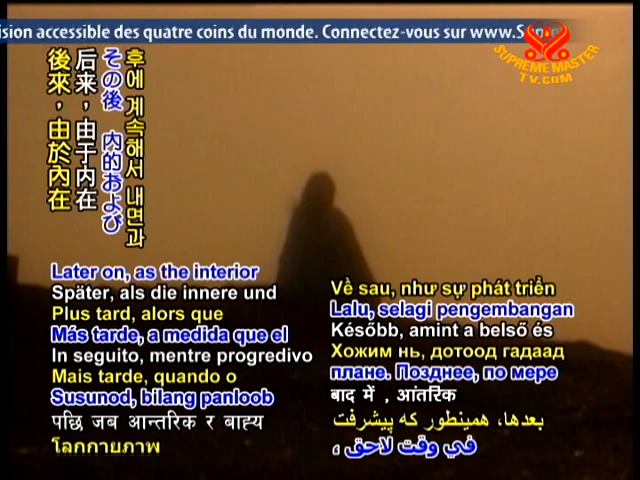 ision accessible des quatre coins du monde. Connectez-vous sur www.Sup
SUPREME MASTER
TV.COM
후에 계속해서 내면과
その後 内的および
后来，由于内在
後來，由於內在
Later on, as the interior
Später, als die innere und
Plus tard, alors que
Más tarde, a medida que el
In seguito, mentre progredivo
Mais tarde, quando o
Susunod, bilang panloob
पछि जब आन्तरिक र बाह्य
โลกกายภาพ
Về sau, như sự phát triển
Lalu, selagi pengembangan
Később, amint a belső és
Хожим нь, дотоод гадаад
плане. Позднее, по мере
बाद में , आंतरिक
بعدها، همینطور که پیشرفت
في وقت لاحق ،